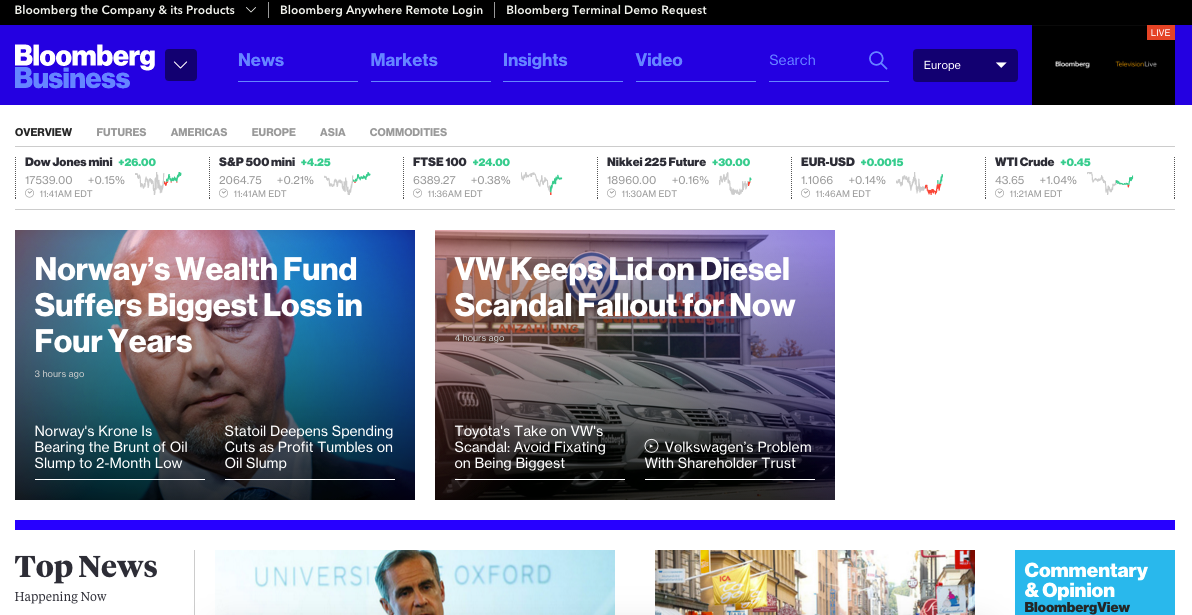 Bloomberg the Company & its Products
Bloomberg Anywhere Remote Login
Bloomberg Terminal Demo Request
Bloomberg
Business
News
Markets
Insights
Video
Search
Europe
LIVE
Bloomberg
TelevisionLive
OVERVIEW FUTURES AMERICAS EUROPE ASIA COMMODITIES
Dow Jones mini +26.00
17539.00 +0.15%
11:41AM EDT
S&P 500 mini +4.25
2064.75 +0.21%
11:41AM EDT
FTSE 100 +24.00
6389.27 +0.38%
11:36AM EDT
Nikkei 225 Future +30.00
18960.00 +0.16%
11:30AM EDT
EUR-USD +0.0015
1.1066 +0.14%
11:46AM EDT
WTI Crude +0.45
43.65 +1.04%
11:21AM EDT
Norway's Wealth Fund
Suffers Biggest Loss in
Four Years
3 hours ago
Norway's Krone Is
Bearing the Brunt of Oil
Slump to 2-Month Low
Statoil Deepens Spending
Cuts as Profit Tumbles on
Oil Slump
VW Keeps Lid on Diesel
Scandal Fallout for Now
ANZAHLUNG
4 hours ago
Toyota's Take on VW's
Scandal: Avoid Fixating
on Being Biggest
Volkswagen's Problem
With Shareholder Trust
Top News
Happening Now
UNIVERSI OXFORD
ICA
Commentary
& Opinion
BloombergView